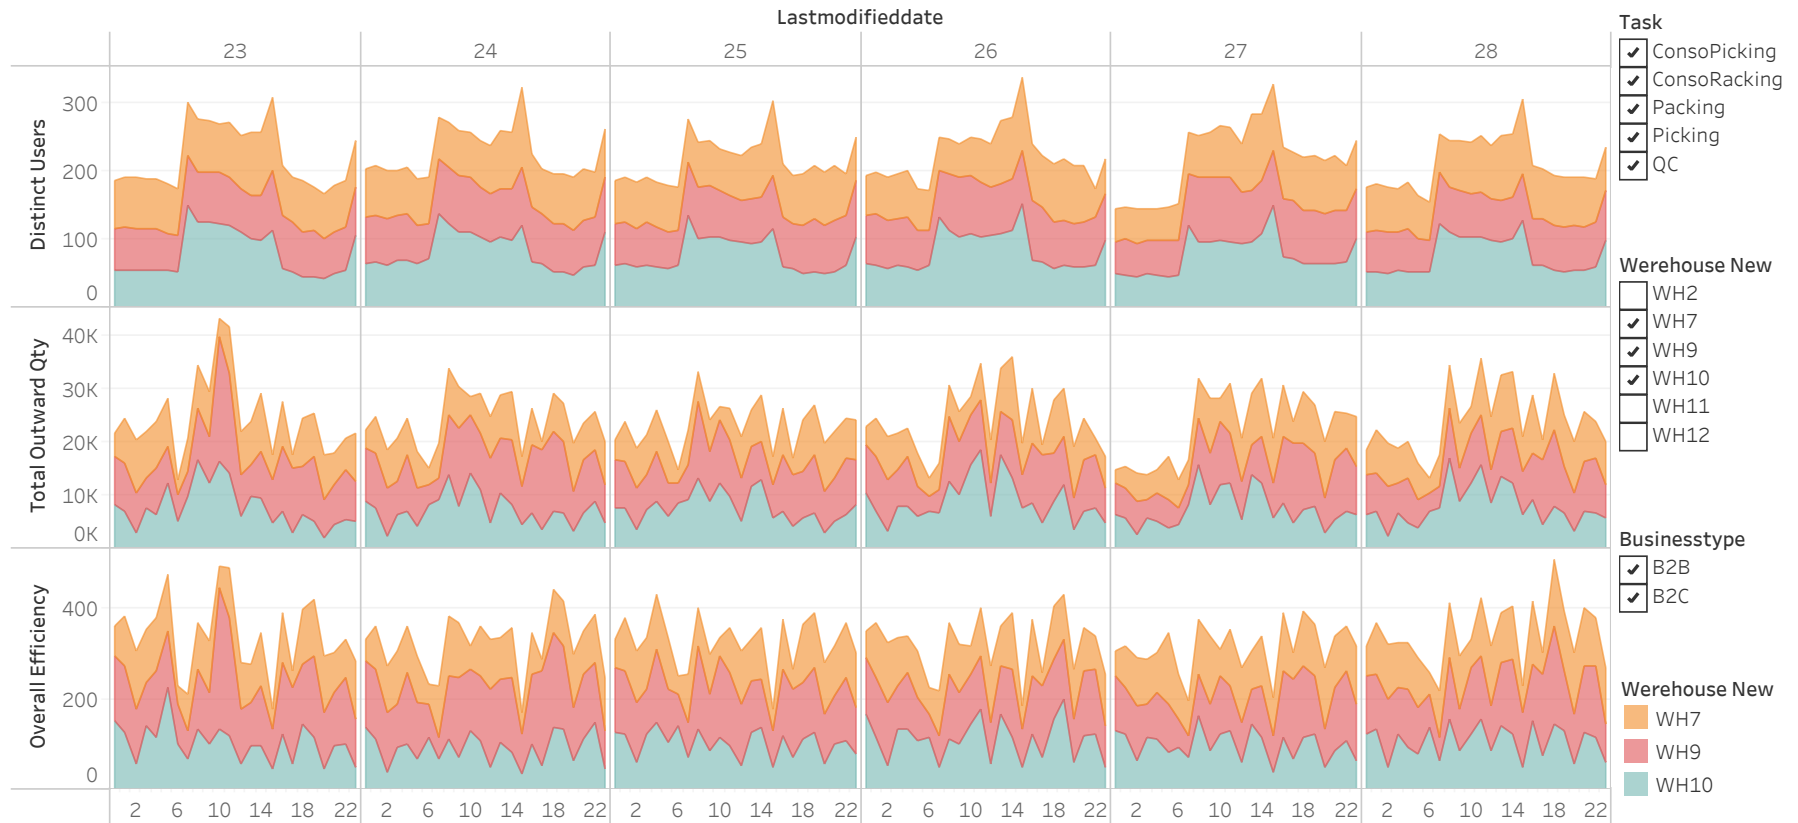 Lastmodifieddate
23 24 25 26 27 28
Distinct Users
300
200
100
0
Total Outward Qty
40K
30K
20K
10K
0K
Overall Efficiency
400
200
0
2 6 10 14 18 22 2 6 10 14 18 22 2 6 10 14 18 22 2 6 10 14 18 22 2 6 10 14 18 22 2 6 10 14 18 22
Task
ConsoPicking
ConsoRacking
Packing
Picking
QC
Werehouse New
WH2
WH7
WH9
WH10
WH11
WH12
Businesstype
B2B
B2C
Werehouse New
WH7
WH9
WH10